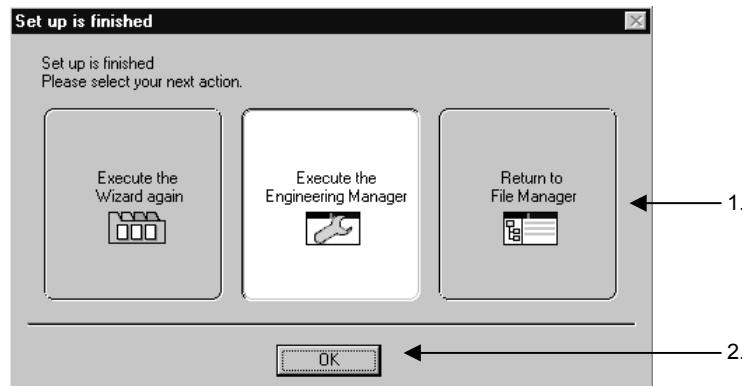 Set up is finished
Set up is finished
Please select your next action.
Execute the
Wizard again
Execute the
Engineering Manager
Return to
File Manager
1.
OK
2.